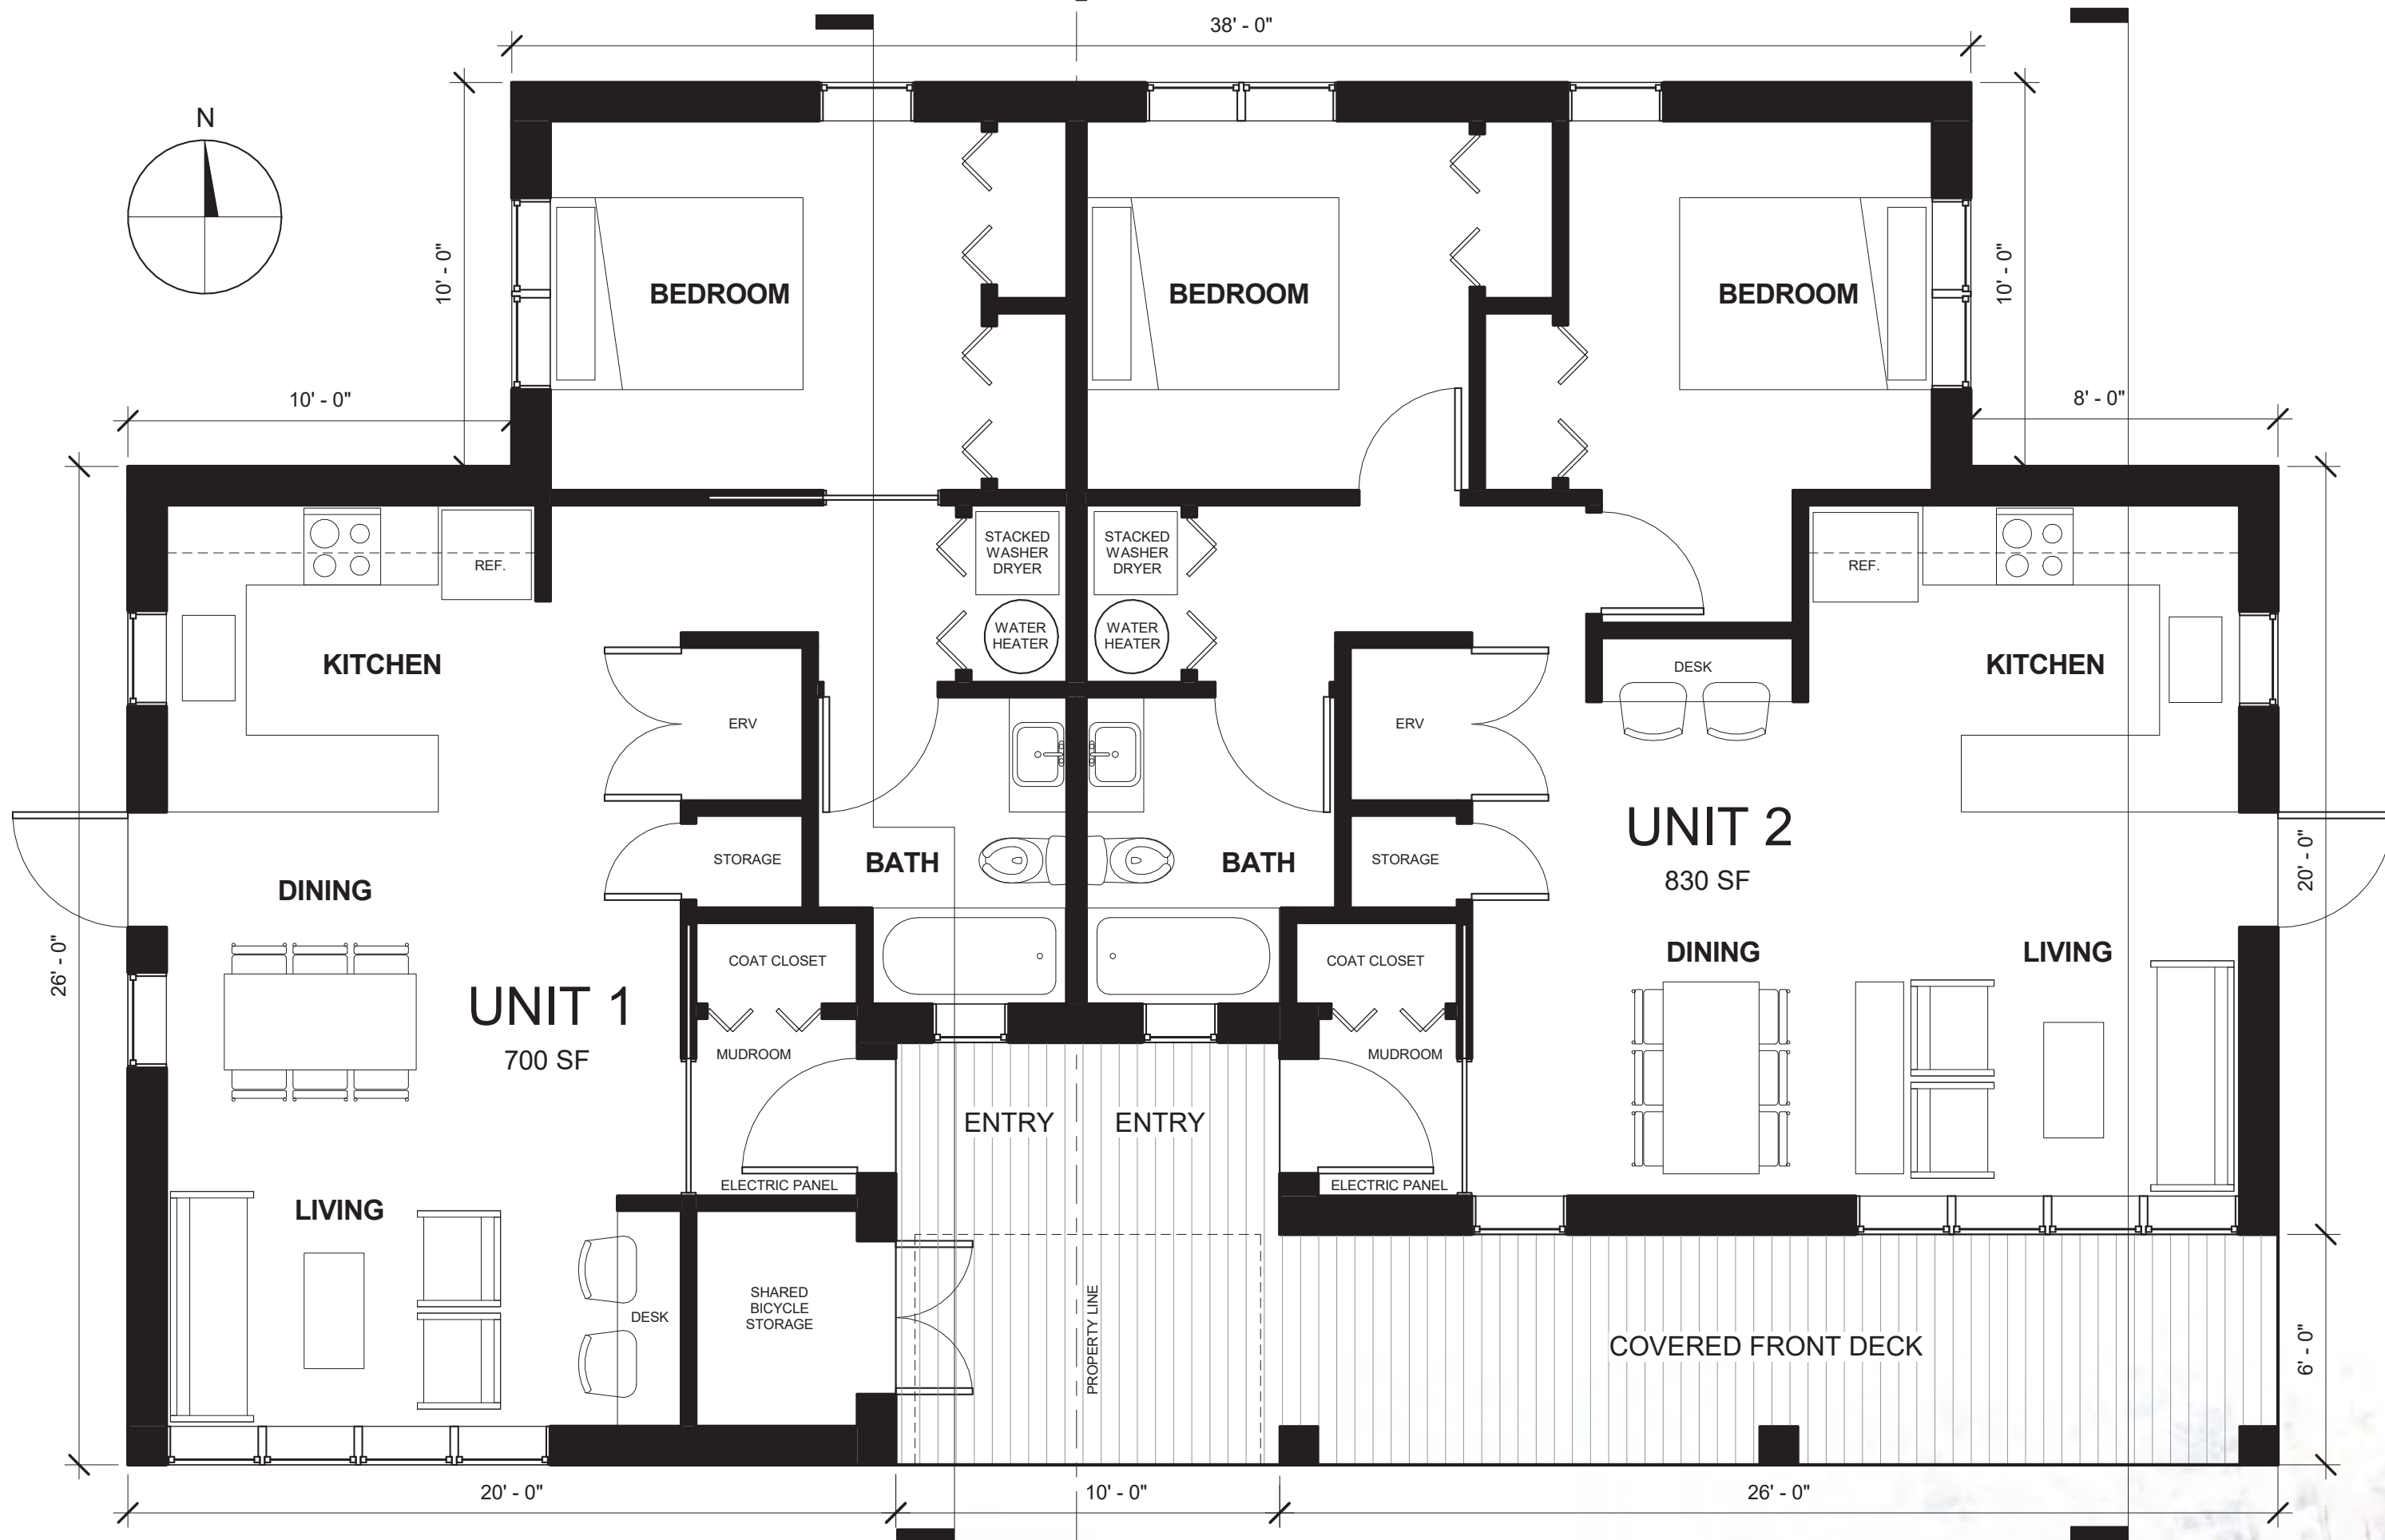 38' - 0"
N
10' - 0"
10' - 0"
BEDROOM
BEDROOM
BEDROOM
10' - 0"
8' - 0"
STACKED
WASHER
DRYER
STACKED
WASHER
DRYER
REF.
REF.
WATER
HEATER
WATER
HEATER
KITCHEN
DESK
KITCHEN
ERV
ERV
UNIT 2
830 SF
STORAGE
BATH
BATH
STORAGE
20' - 0"
DINING
26' - 0"
COAT CLOSET
COAT CLOSET
DINING
LIVING
UNIT 1
700 SF
MUDROOM
MUDROOM
ENTRY
ENTRY
ELECTRIC PANEL
ELECTRIC PANEL
LIVING
SHARED
BICYCLE
STORAGE
DESK
PROPERTY LINE
COVERED FRONT DECK
6' - 0"
20' - 0"
10' - 0"
26' - 0"